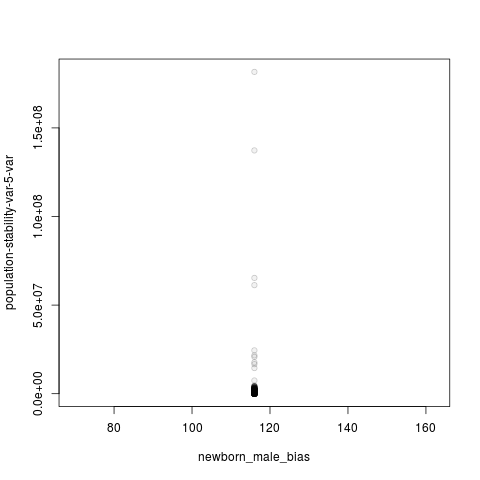 population-stability-var-5-var
1.5e+08
1.0e+08
5.0e+07
0.0e+00
80 100 120 140 160
newborn_male_bias